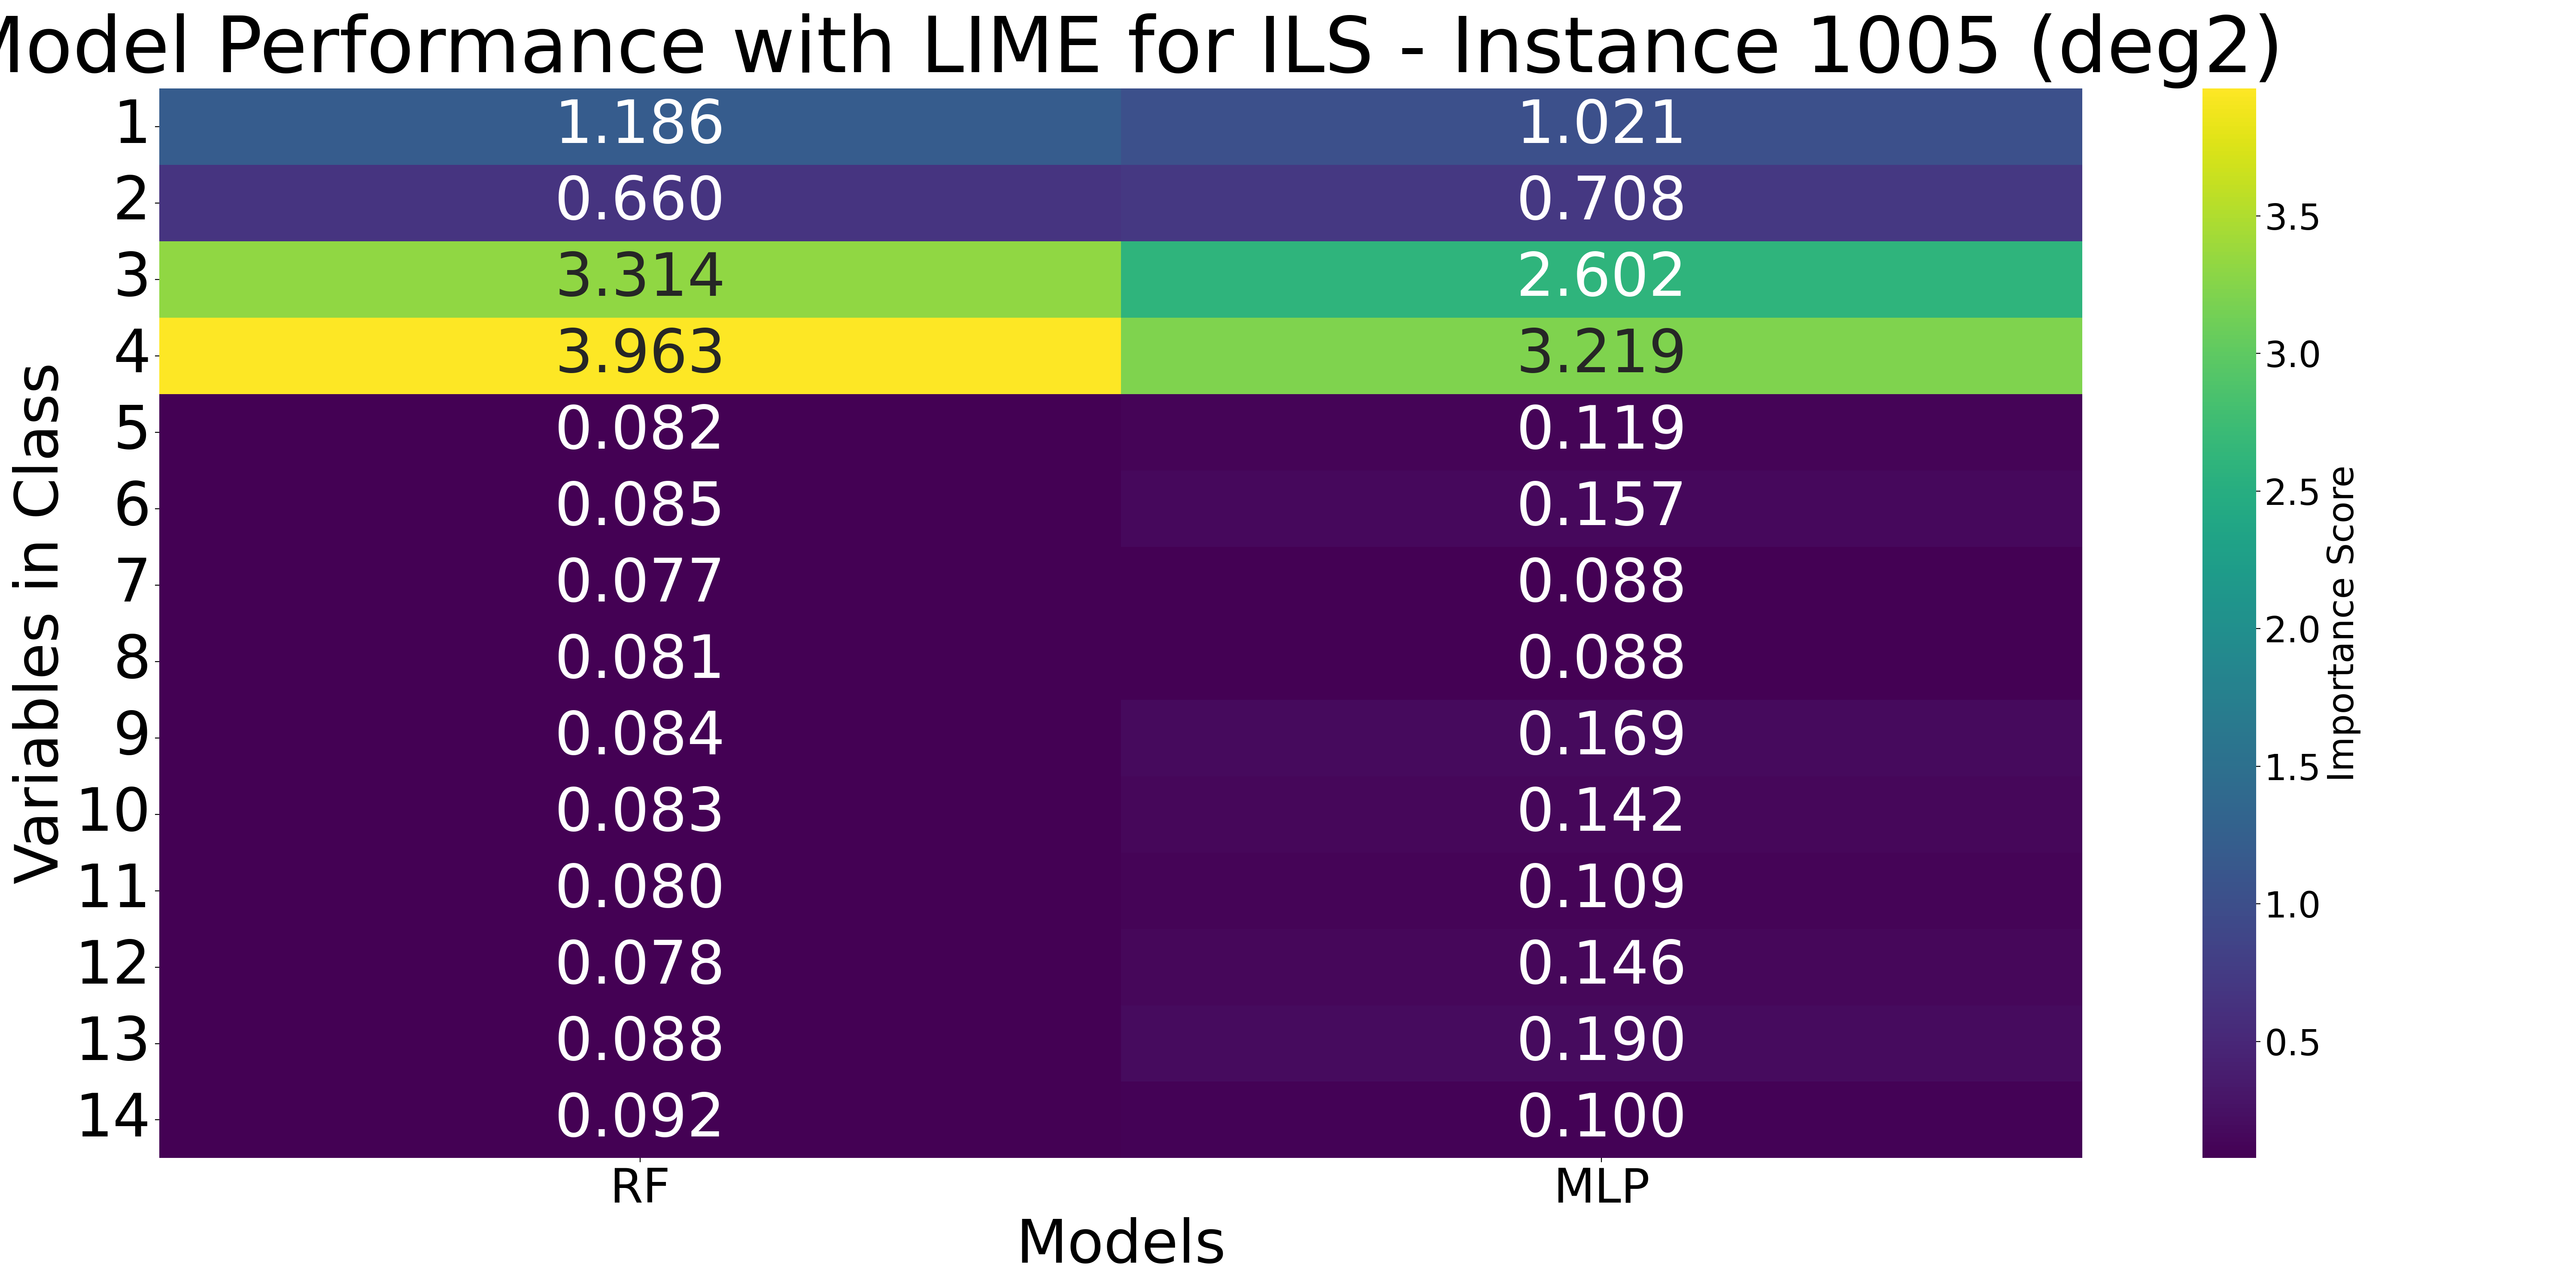 Model Performance with LIME for ILS - Instance 1005 (deg2)
Variables in Class
1 1.186 1.021
2 0.660 0.708
3 3.314 2.602
4 3.963 3.219
5 0.082 0.119
6 0.085 0.157
7 0.077 0.088
8 0.081 0.088
9 0.084 0.169
10 0.083 0.142
11 0.080 0.109
12 0.078 0.146
13 0.088 0.190
14 0.092 0.100
RF MLP
Models
3.5
3.0
2.5
2.0
1.5
1.0
0.5
Importance Score